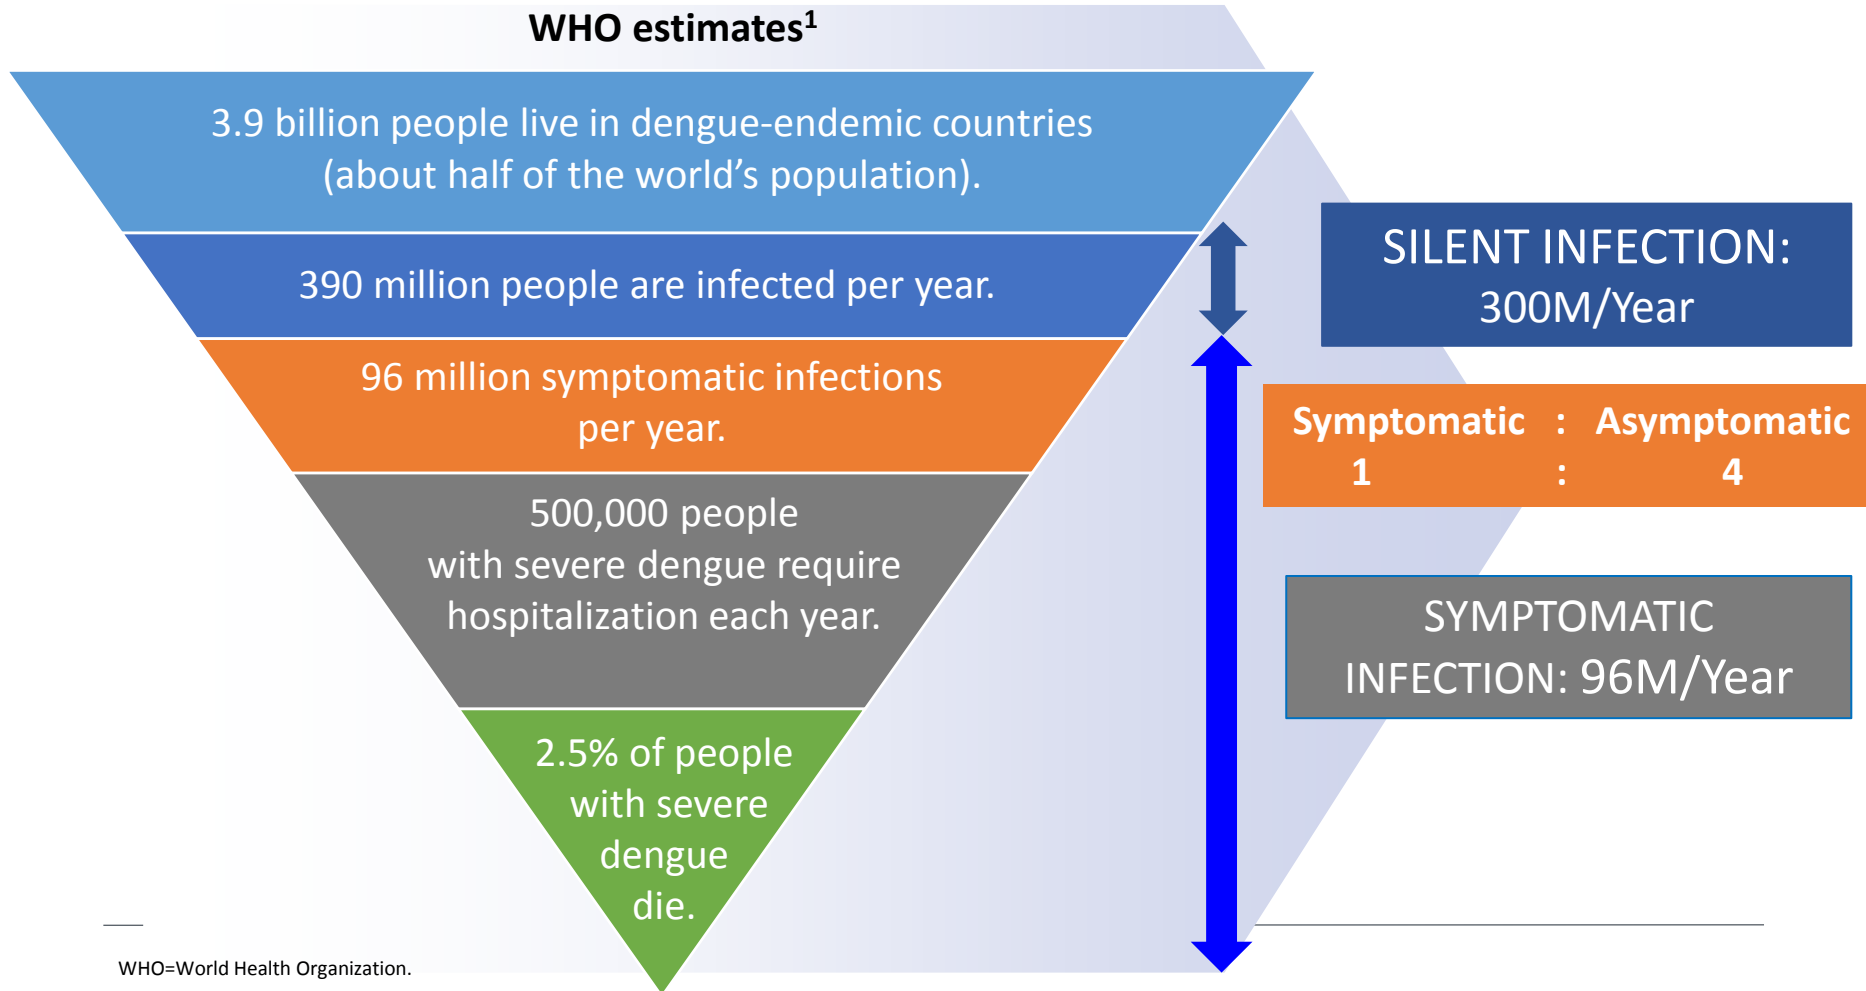 WHO estimates¹
3.9 billion people live in dengue-endemic countries
(about half of the world’s population).
390 million people are infected per year.
96 million symptomatic infections
per year.
500,000 people
with severe dengue require
hospitalization each year.
2.5% of people
with severe
dengue
die.
SILENT INFECTION:
300M/Year
Symptomatic : Asymptomatic
1 : 4
SYMPTOMATIC
INFECTION: 96M/Year
WHO=World Health Organization.